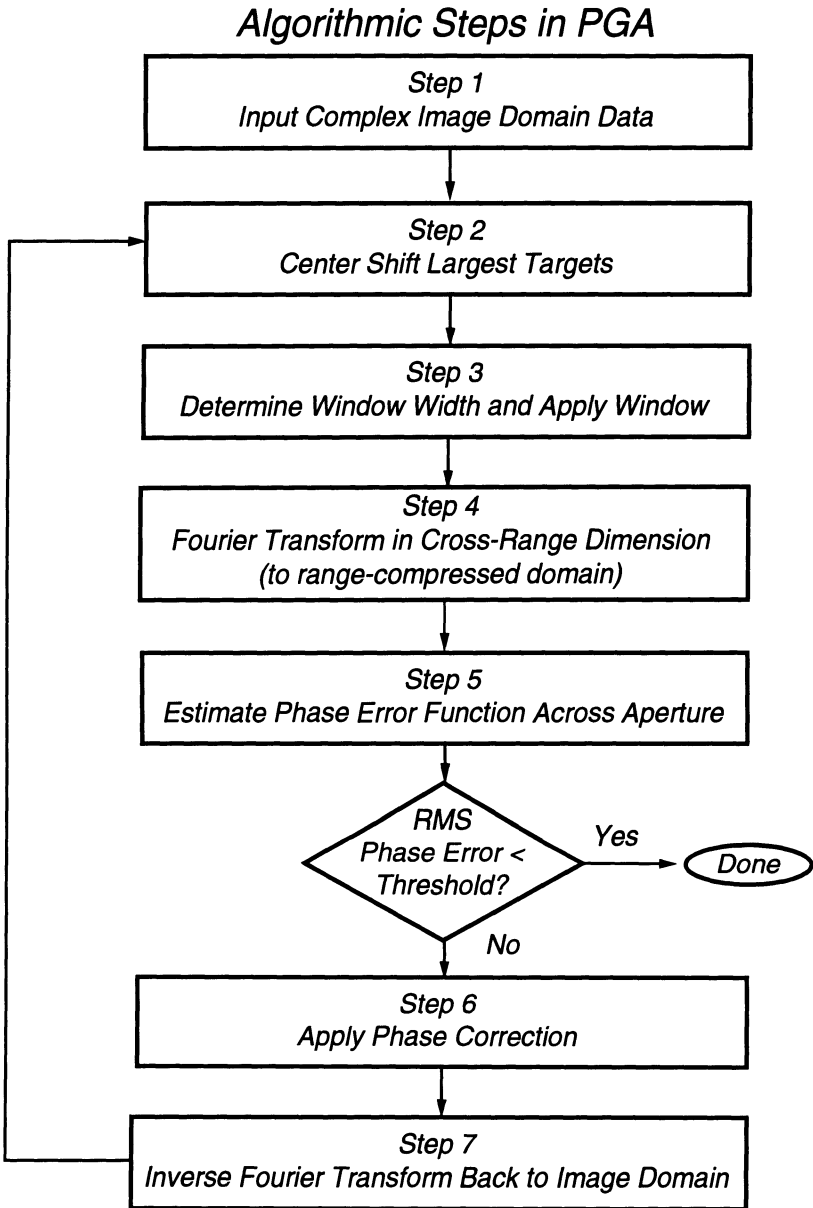 Algorithmic Steps in PGA
Step 1
Input Complex Image Domain Data
Step 2
Center Shift Largest Targets
Step 3
Determine Window Width and Apply Window
Step 4
Fourier Transform in Cross-Range Dimension
(to range-compressed domain)
Step 5
Estimate Phase Error Function Across Aperture
RMS
Phase Error <
Threshold?
Yes
Done
No
Step 6
Apply Phase Correction
Step 7
Inverse Fourier Transform Back to Image Domain